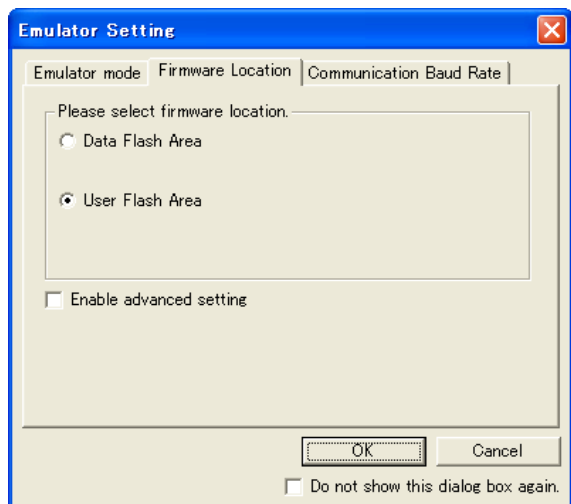 Emulator Setting
Emulator mode
Firmware Location
Communication Baud Rate
Please select firmware location.
Data Flash Area
User Flash Area
Enable advanced setting
OK
Cancel
Do not show this dialog box again.